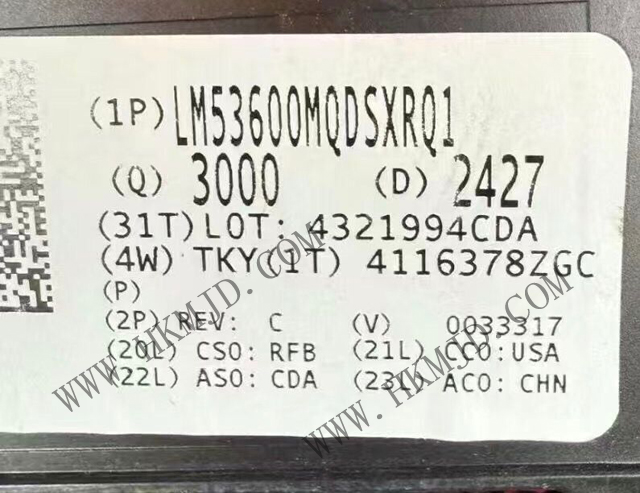 (1P) LM53600MQDSXRQ1
(Q) 3000 (D) 2427
(31T) LOT: 4321994CDA
(4W) TKY(1T) 4116378ZGC
(P)
(2P) REV: C (V) 0033317
(20L) CSO: RFB (21L) CCO:USA
(22L) ASO: CDA (23L) ACO: CHN
WWW.HKMJD.COM
WWW.HKMJD.COM